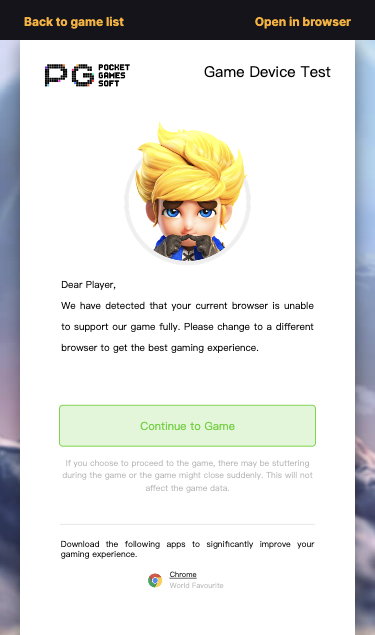 Back to game list
Open in browser
PG POCKET GAMES SOFT
Game Device Test
Dear Player,
We have detected that your current browser is unable
to support our game fully. Please change to a different
browser to get the best gaming experience.
Continue to Game
If you choose to proceed to the game, there may be stuttering
during the game or the game might close suddenly. This will not
affect the game data.
Download the following apps to significantly improve your
gaming experience.
Chrome
World Favourite